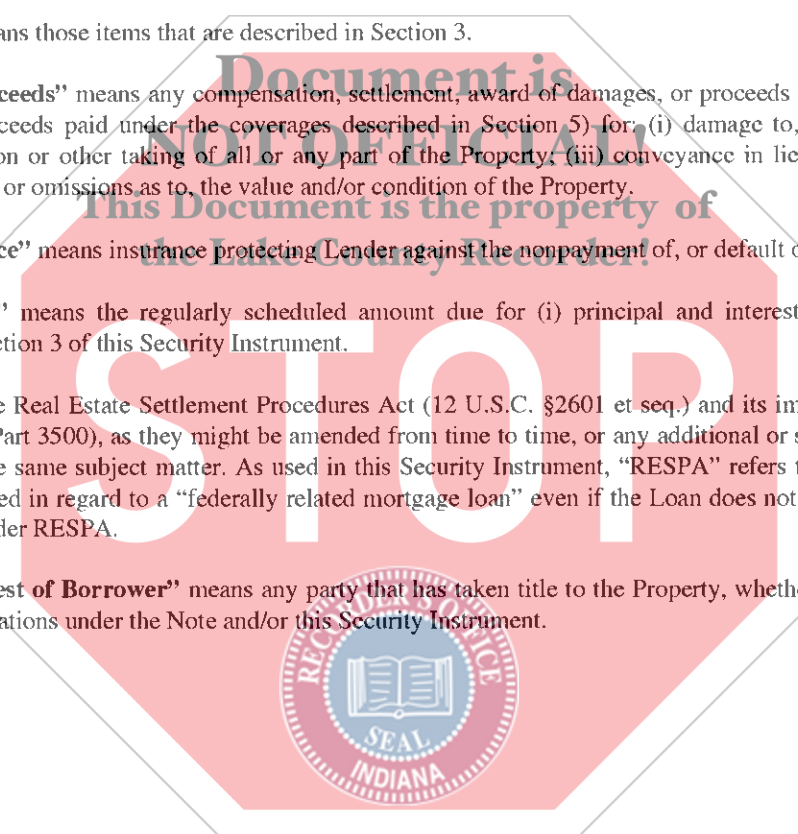 ans those items that are described in Section 3.
Document is
ceeds” means any compensation, settlement, award of damages, or proceeds
ceeds paid under the coverages described in Section 5) for: (i) damage to,
NOT OFFICIAL!
on or other taking of all or any part of the Property; (iii) conveyance in lie
or omissions as to, the value and/or condition of the Property.
This Document is the property of
ce” means insurance protecting Lender against the nonpayment of, or default o
the Lake County Recorder!
” means the regularly scheduled amount due for (i) principal and interest
ction 3 of this Security Instrument.
STOP
e Real Estate Settlement Procedures Act (12 U.S.C. §2601 et seq.) and its im
Part 3500), as they might be amended from time to time, or any additional or s
e same subject matter. As used in this Security Instrument, “RESPA” refers t
ed in regard to a “federally related mortgage loan” even if the Loan does not
der RESPA.
est of Borrower” means any party that has taken title to the Property, whethe
ations under the Note and/or this Security Instrument.
RECORDER'S OFFICE
SEAL
INDIANA